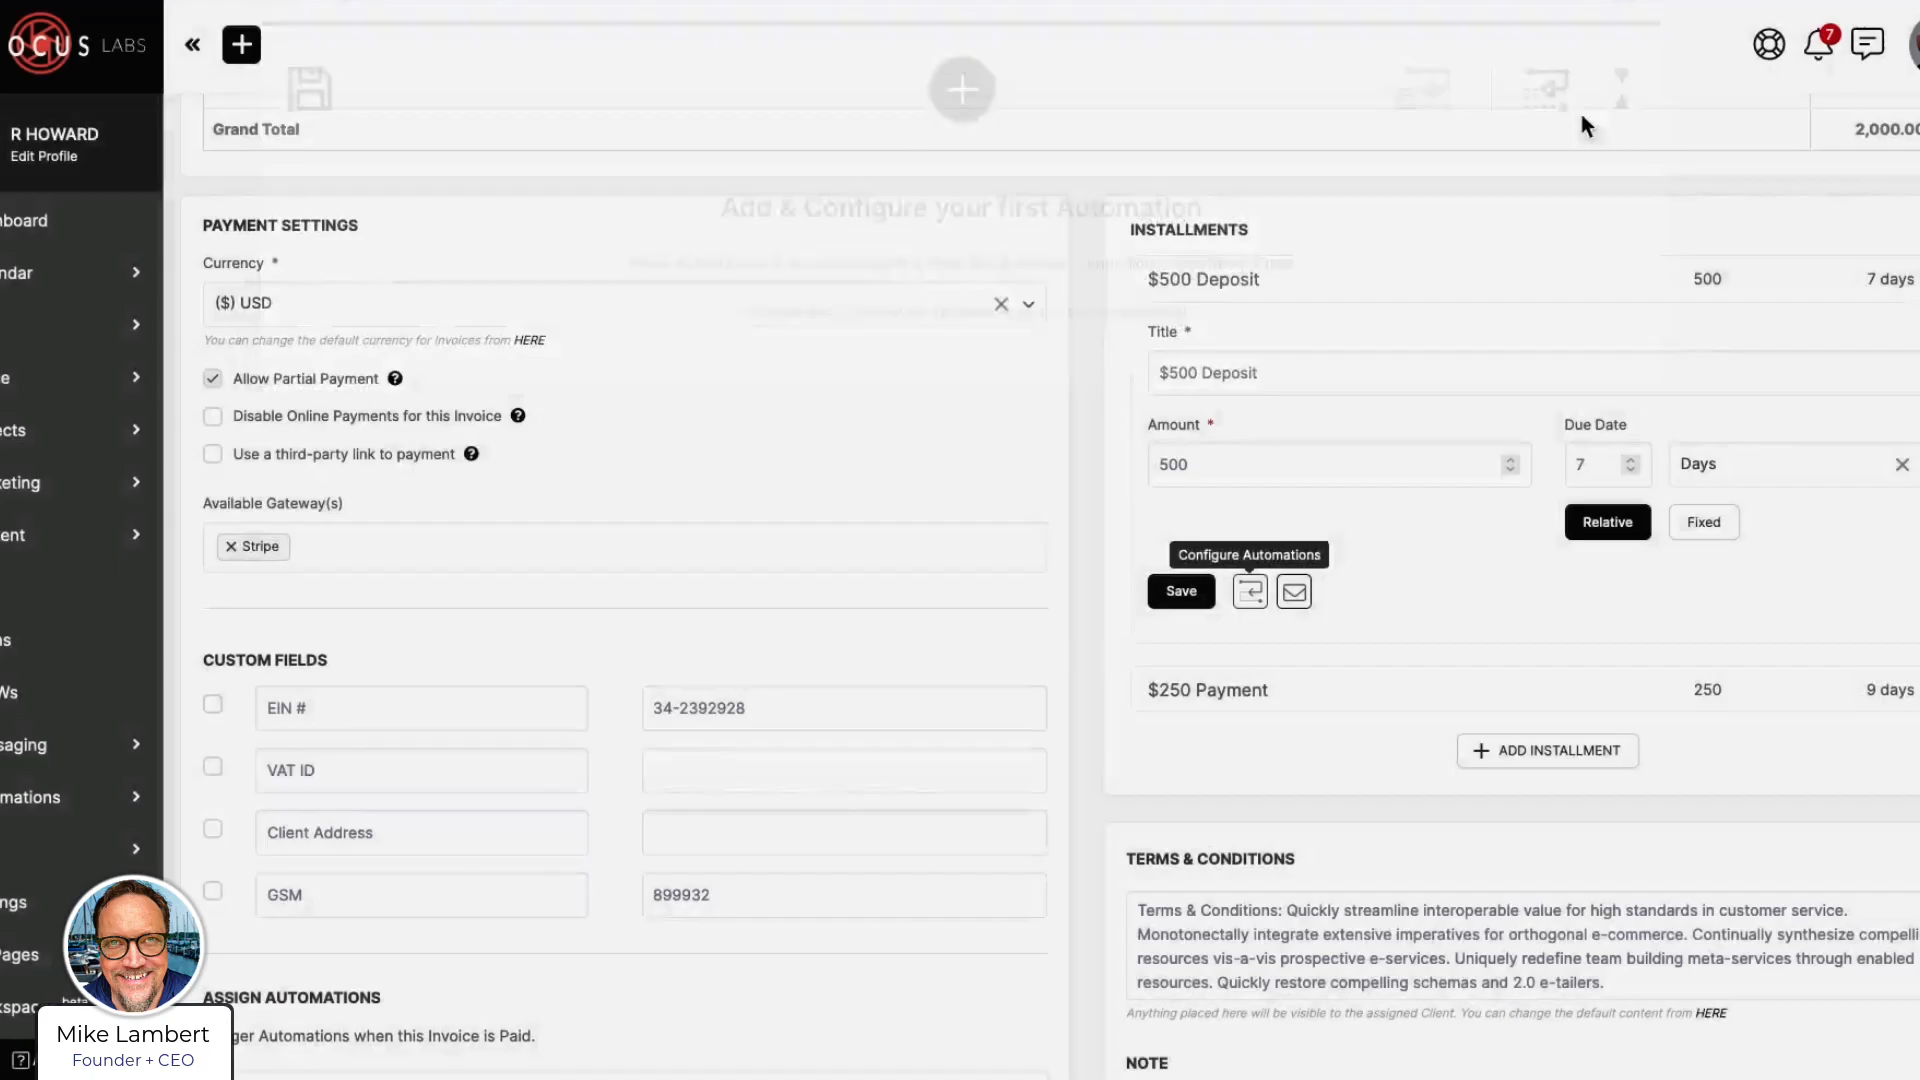 OCUS LABS
7
R HOWARD
Edit Profile
board
ndar
e
ects
eting
ent
ns
Ws
saging
mations
ngs
Pages
kspac
beta
Grand Total
2,000.00
Add & Configure your first Automation
PAYMENT SETTINGS
Currency *
($) USD
You can change the default currency for Invoices from HERE
Allow Partial Payment
Disable Online Payments for this Invoice
Use a third-party link to payment
Available Gateway(s)
Stripe
CUSTOM FIELDS
EIN #
34-2392928
VAT ID
Client Address
GSM
899932
ASSIGN AUTOMATIONS
ger Automations when this Invoice is Paid.
INSTALLMENTS
$500 Deposit
500
7 days
Title *
$500 Deposit
Amount *
Due Date
500
7
Days
Relative
Fixed
Configure Automations
Save
$250 Payment
250
9 days
ADD INSTALLMENT
TERMS & CONDITIONS
Terms & Conditions: Quickly streamline interoperable value for high standards in customer service.
Monotonectally integrate extensive imperatives for orthogonal e-commerce. Continually synthesize compelli
resources vis-a-vis prospective e-services. Uniquely redefine team building meta-services through enabled
resources. Quickly restore compelling schemas and 2.0 e-tailers.
Anything placed here will be visible to the assigned Client. You can change the default content from HERE
NOTE
Mike Lambert
Founder + CEO